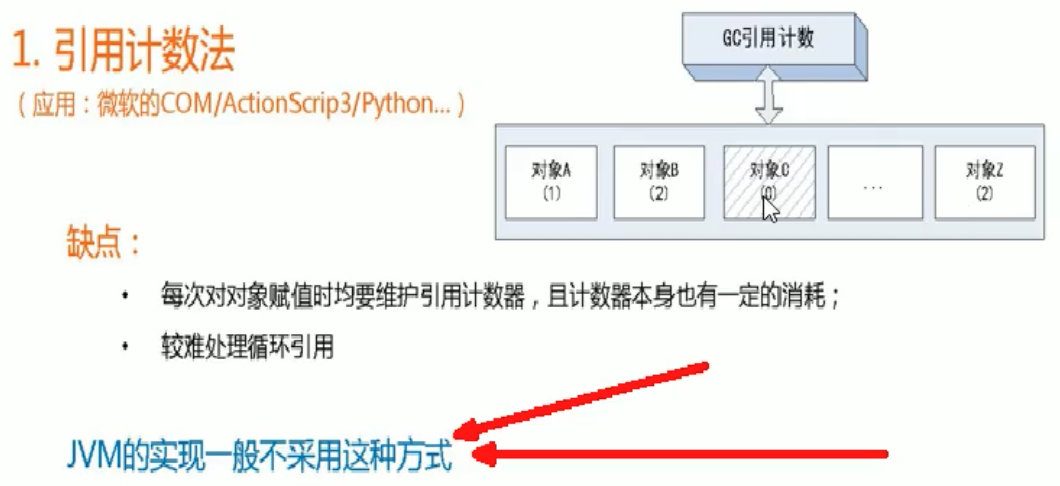 1. 引用计数法
（应用：微软的COM/ActionScrip3/Python...）
GC引用计数
对象A
(1)
对象B
(2)
对象C
(0)
...
对象Z
(2)
缺点：
• 每次对对象赋值时均要维护引用计数器，且计数器本身也有一定的消耗；
• 较难处理循环引用
JVM的实现一般不采用这种方式